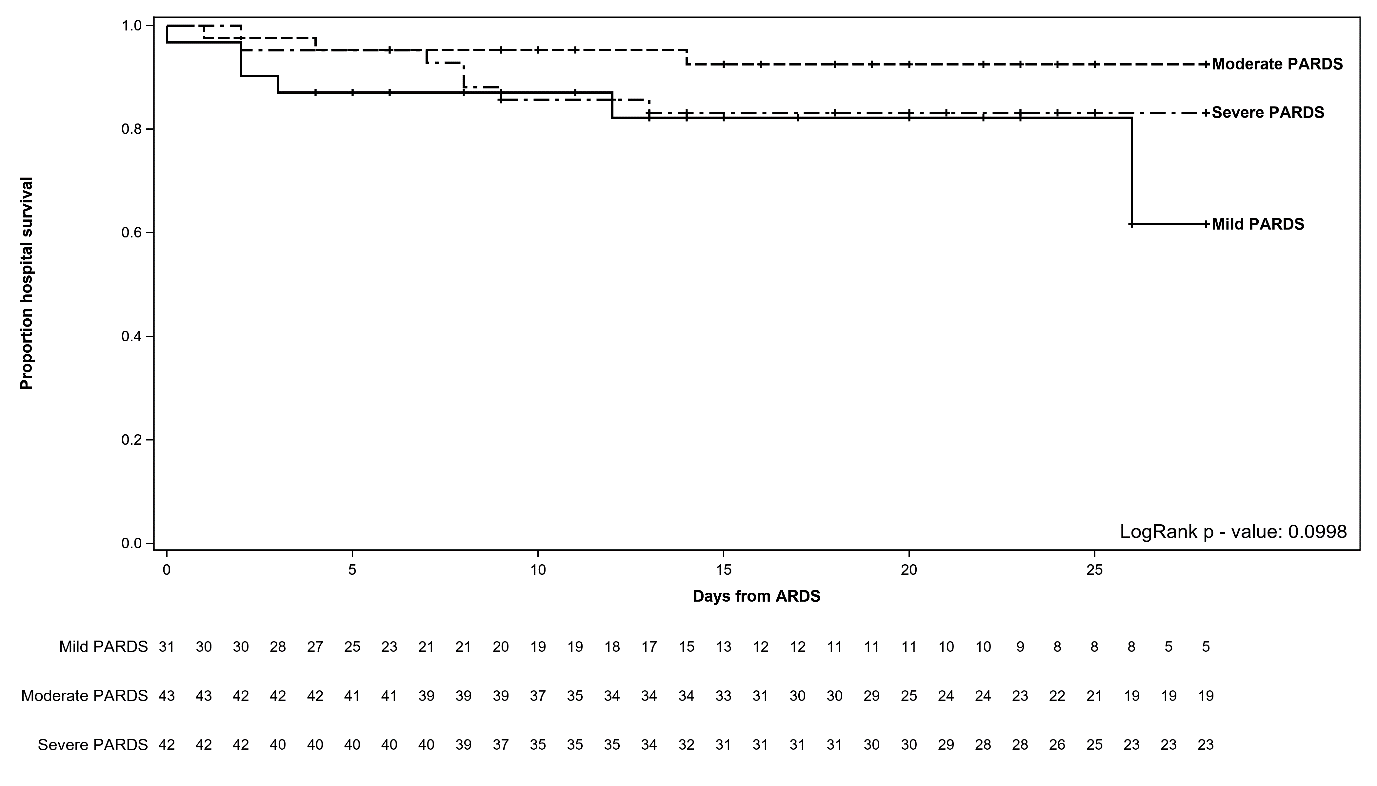 1.0
0.8
0.6
0.4
0.2
0.0
Proportion hospital survival
Moderate PARDS
Severe PARDS
Mild PARDS
LogRank p - value: 0.0998
0 5 10 15 20 25
Days from ARDS
Mild PARDS 31 30 30 28 27 25 23 21 21 20 19 19 18 17 15 13 12 12 11 11 11 10 10 9 8 8 8 5 5
Moderate PARDS 43 43 42 42 42 41 41 39 39 39 37 35 34 34 34 33 31 30 30 29 25 24 24 23 22 21 19 19 19
Severe PARDS 42 42 42 40 40 40 40 40 39 37 35 35 35 34 32 31 31 31 31 30 30 29 28 28 26 25 23 23 23